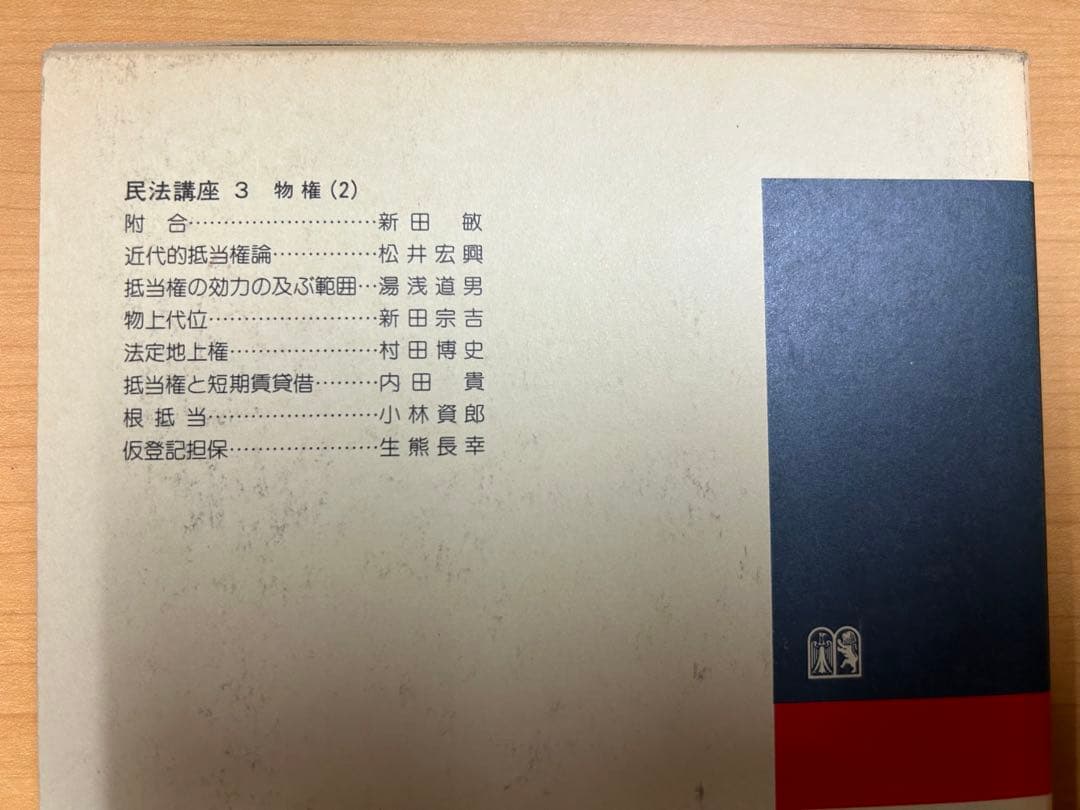 民法講座 3 物権(2)
附合…………………………新田 敏
近代的抵当権論……………松井宏興
抵当権の効力の及ぶ範囲…湯浅道男
物上代位……………………新田宗吉
法定地上権…………………村田博史
抵当権と短期賃貸借………内田 貴
根抵当………………………小林資郎
仮登記担保…………………生熊長幸